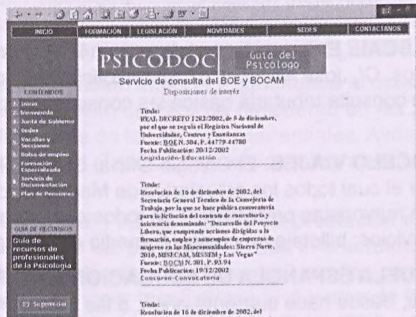 INICIO
FORMACIÓN
LEGISLACIÓN
NOVEDADES
SEDES
CONTACTANOS
PSICODOC
Guía del
Psicólogo
Servicio de consulta del BOE y BOCAM
Disposiciones de interés
CONTENIDOS
Inicio
Bienvenida
Junta de Gobierno
Sedes
Vocalías y
Secciones
Bolsa de empleo
Formación
Especializada
Servicio de
Documentación
Plan de Pensiones
GUIA DE RECURSOS
Guía de
recursos de
profesionales
de la Psicología
Sugerencias
Título:
REAL DECRETO 1283/2002, de 5 de diciembre,
por el que se regula el Registro Nacional de
Universidades, Centros y Enseñanzas
Fuente: BOE N. 304, P. 44779-44780
Fecha Publicación: 20/12/2002
Legislación-Educación
Título:
Resolución de 16 de diciembre de 2002, del
Secretario General Técnico de la Consejería de
Trabajo, por la que se hace pública convocatoria
para la licitación del contrato de consultoría y
asistencia denominado: "Desarrollo del Proyecto
Libera, que comprende acciones dirigidas a la
formación, empleo y autoempleo de empresas de
mujeres en las Mancomunidades: Sierra Norte,
2016, MISECAM, MISSEM y Las Vegas"
Fuente: BOCM N. 301, P. 93-94
Fecha Publicación: 19/12/2002
Concurso-Convocatoria
Título:
Resolución de 16 de diciembre de 2002, del